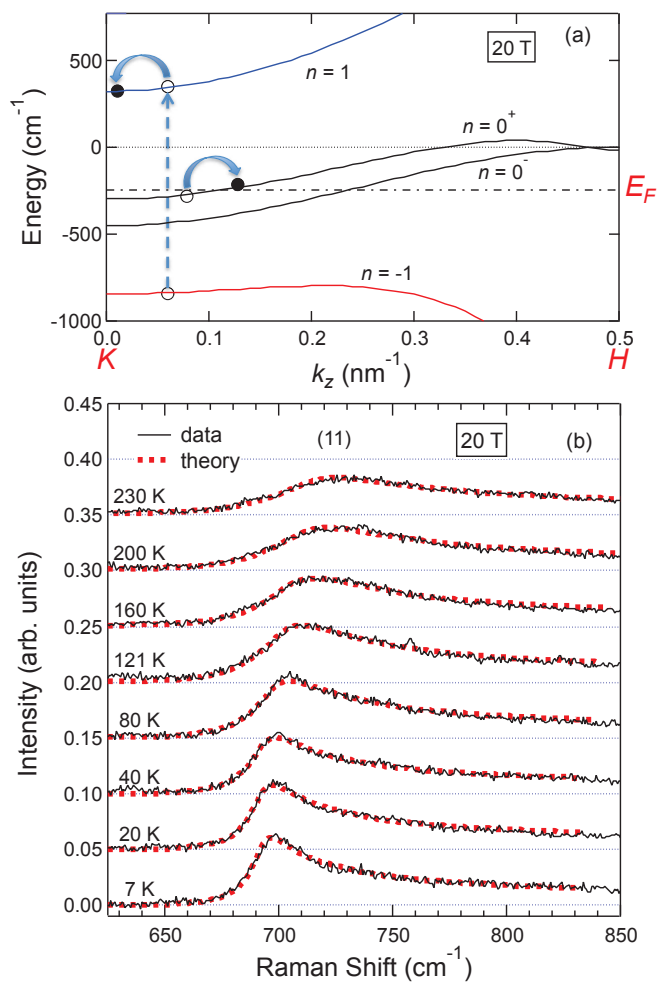 500
0
-500
-1000
Energy (cm⁻¹)
20 T
(a)
n = 1
n = 0⁺
n = 0⁻
E_F
n = -1
0.0
0.1
0.2
0.3
0.4
0.5
K
H
k_z (nm⁻¹)
0.45
0.40
0.35
0.30
0.25
0.20
0.15
0.10
0.05
0.00
Intensity (arb. units)
data
theory
(11)
20 T
(b)
230 K
200 K
160 K
121 K
80 K
40 K
20 K
7 K
650
700
750
800
850
Raman Shift (cm⁻¹)